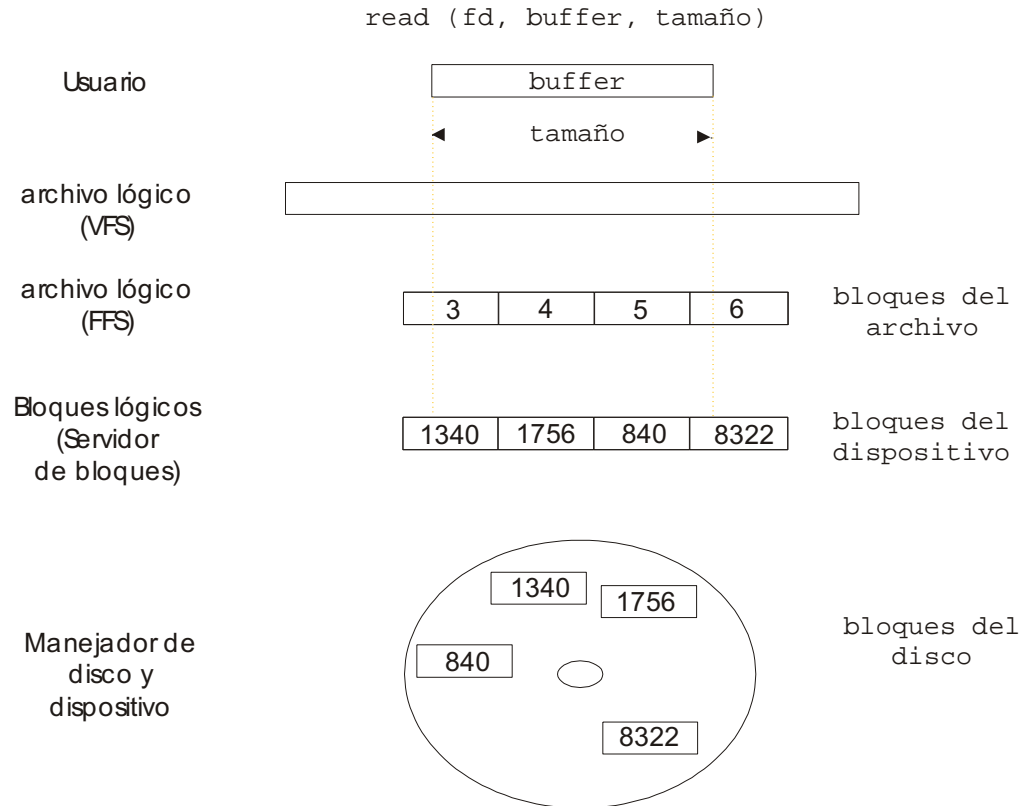 read (fd, buffer, tamaño)
Usuario
buffer
tamaño
archivo lógico
(VFS)
archivo lógico
(FFS)
3 4 5 6
bloques del
archivo
Bloques lógicos
(Servidor
de bloques)
1340 1756 840 8322
bloques del
dispositivo
Manejador de
disco y
dispositivo
1340
1756
840
8322
bloques del
disco